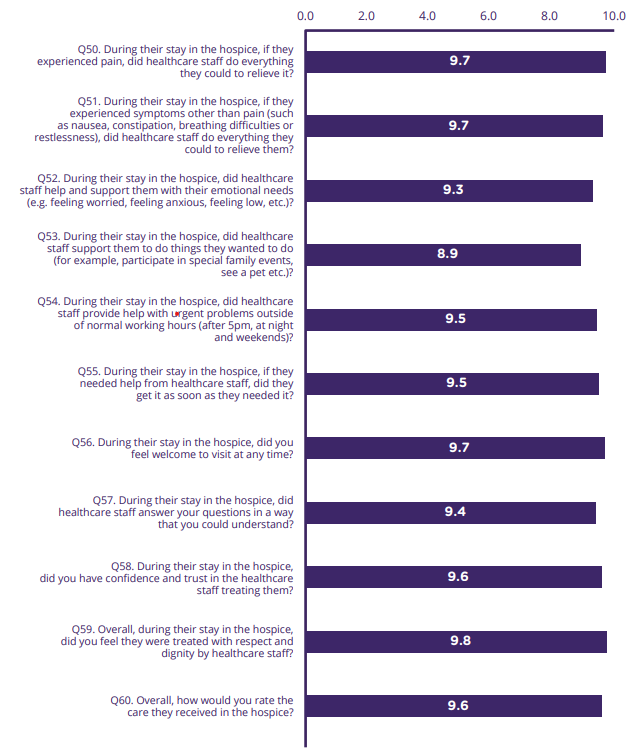 0.0 2.0 4.0 6.0 8.0 10.0
Q50. During their stay in the hospice, if they
experienced pain, did healthcare staff do everything
they could to relieve it?
9.7
Q51. During their stay in the hospice, if they
experienced symptoms other than pain (such
as nausea, constipation, breathing difficulties or
restlessness), did healthcare staff do everything they
could to relieve them?
9.7
Q52. During their stay in the hospice, did healthcare
staff help and support them with their emotional needs
(e.g. feeling worried, feeling anxious, feeling low, etc.)?
9.3
Q53. During their stay in the hospice, did healthcare
staff support them to do things they wanted to do
(for example, participate in special family events,
see a pet etc.)?
8.9
Q54. During their stay in the hospice, did healthcare
staff provide help with urgent problems outside
of normal working hours (after 5pm, at night
and weekends)?
9.5
Q55. During their stay in the hospice, if they
needed help from healthcare staff, did they
get it as soon as they needed it?
9.5
Q56. During their stay in the hospice, did you
feel welcome to visit at any time?
9.7
Q57. During their stay in the hospice, did
healthcare staff answer your questions in a way
that you could understand?
9.4
Q58. During their stay in the hospice,
did you have confidence and trust in the healthcare
staff treating them?
9.6
Q59. Overall, during their stay in the hospice,
did you feel they were treated with respect and
dignity by healthcare staff?
9.8
Q60. Overall, how would you rate the
care they received in the hospice?
9.6